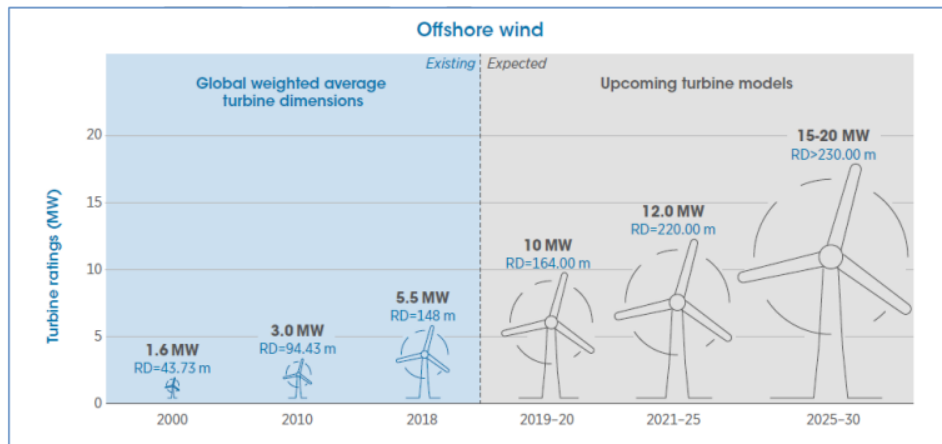 Offshore wind
Existing
Expected
Global weighted average
turbine dimensions
Upcoming turbine models
Turbine ratings (MW)
20
15
10
5
0
1.6 MW
RD=43.73 m
3.0 MW
RD=94.43 m
5.5 MW
RD=148 m
10 MW
RD=164.00 m
12.0 MW
RD=220.00 m
15-20 MW
RD>230.00 m
2000
2010
2018
2019–20
2021–25
2025–30